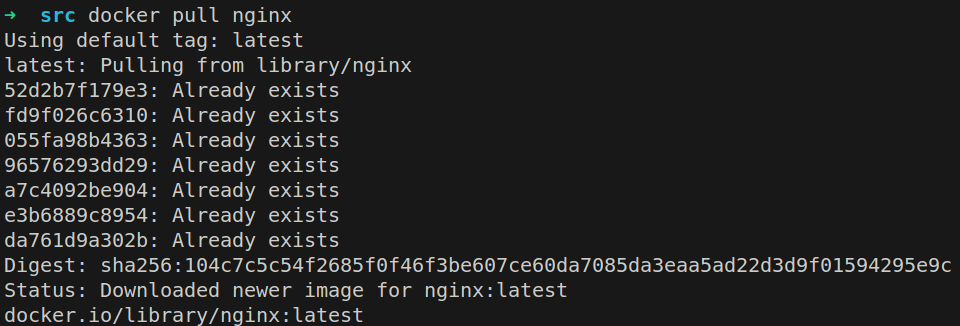 ➜  src docker pull nginx
Using default tag: latest
latest: Pulling from library/nginx
52d2b7f179e3: Already exists
fd9f026c6310: Already exists
055fa98b4363: Already exists
96576293dd29: Already exists
a7c4092be904: Already exists
e3b6889c8954: Already exists
da761d9a302b: Already exists
Digest: sha256:104c7c5c54f2685f0f46f3be607ce60da7085da3eaa5ad22d3d9f01594295e9c
Status: Downloaded newer image for nginx:latest
docker.io/library/nginx:latest